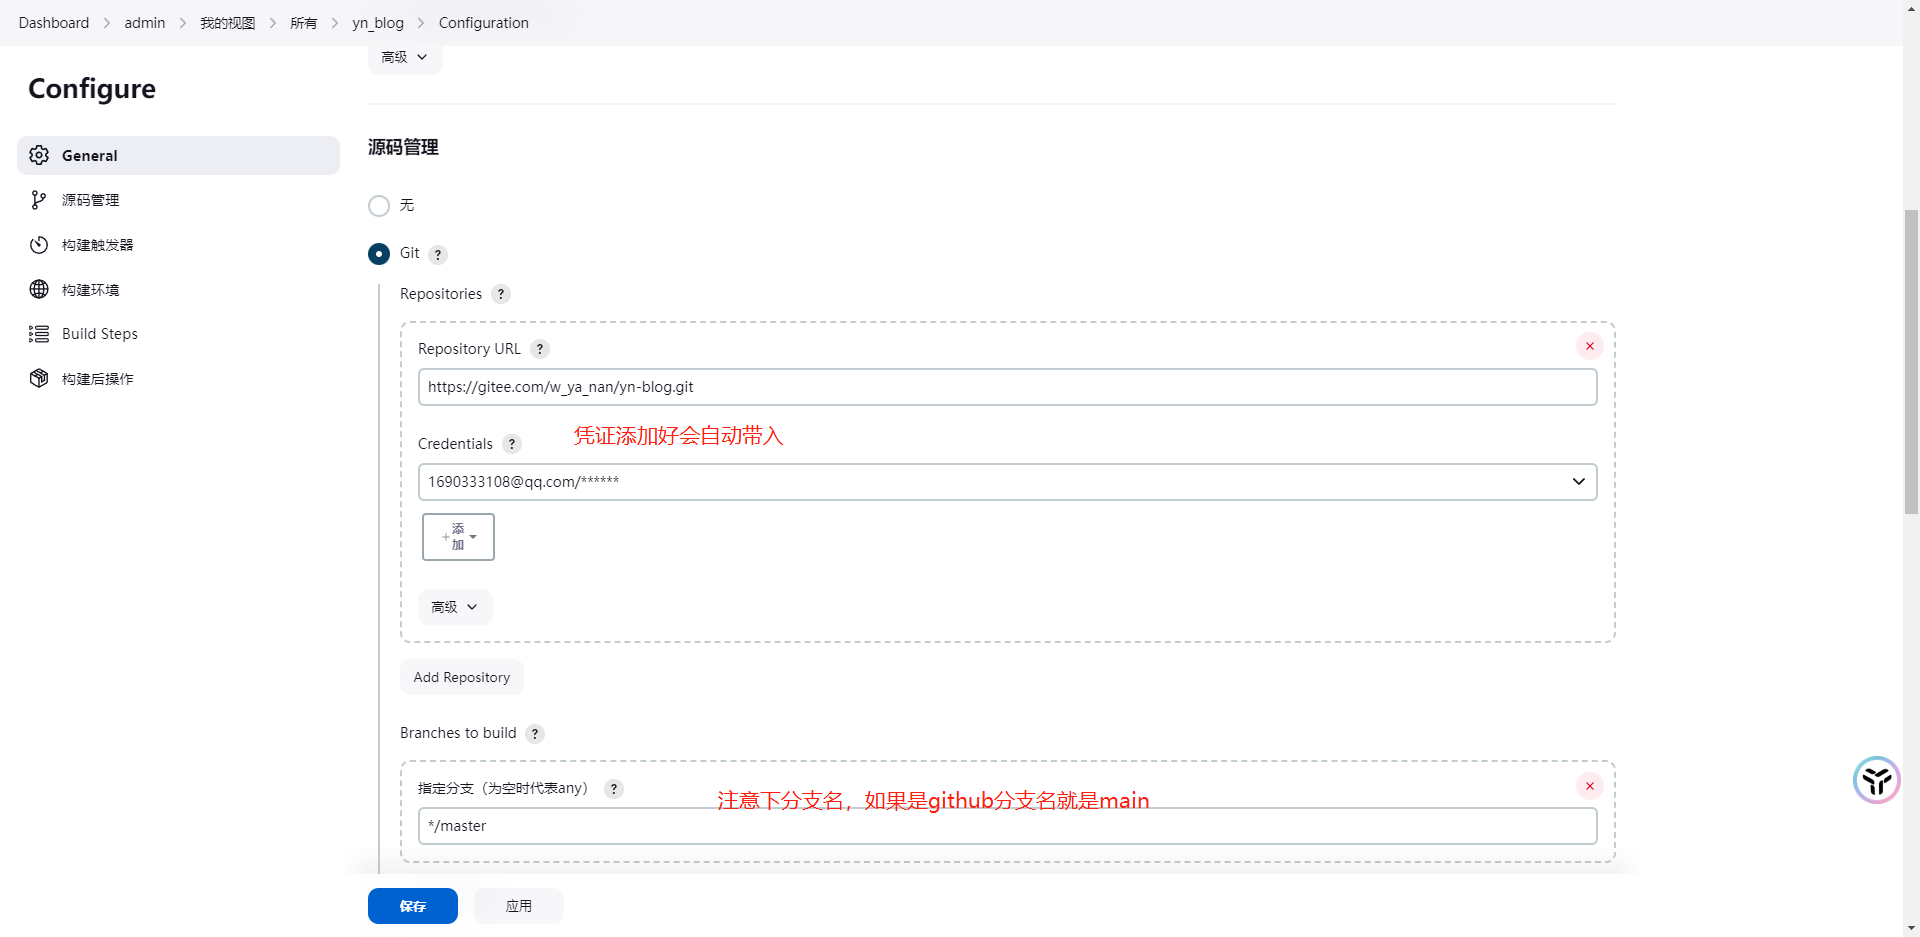 Dashboard > admin > 我的视图 > 所有 > yn_blog > Configuration
高级
Configure
General
源码管理
构建触发器
构建环境
Build Steps
构建后操作
源码管理
无
Git ?
Repositories ?
Repository URL ?
https://gitee.com/w_ya_nan/yn-blog.git
Credentials ?
凭证添加好会自动带入
1690333108@qq.com/******
+添
加
高级
Add Repository
Branches to build ?
指定分支（为空时代表any） ?
注意下分支名，如果是github分支名就是main
*/master
保存
应用